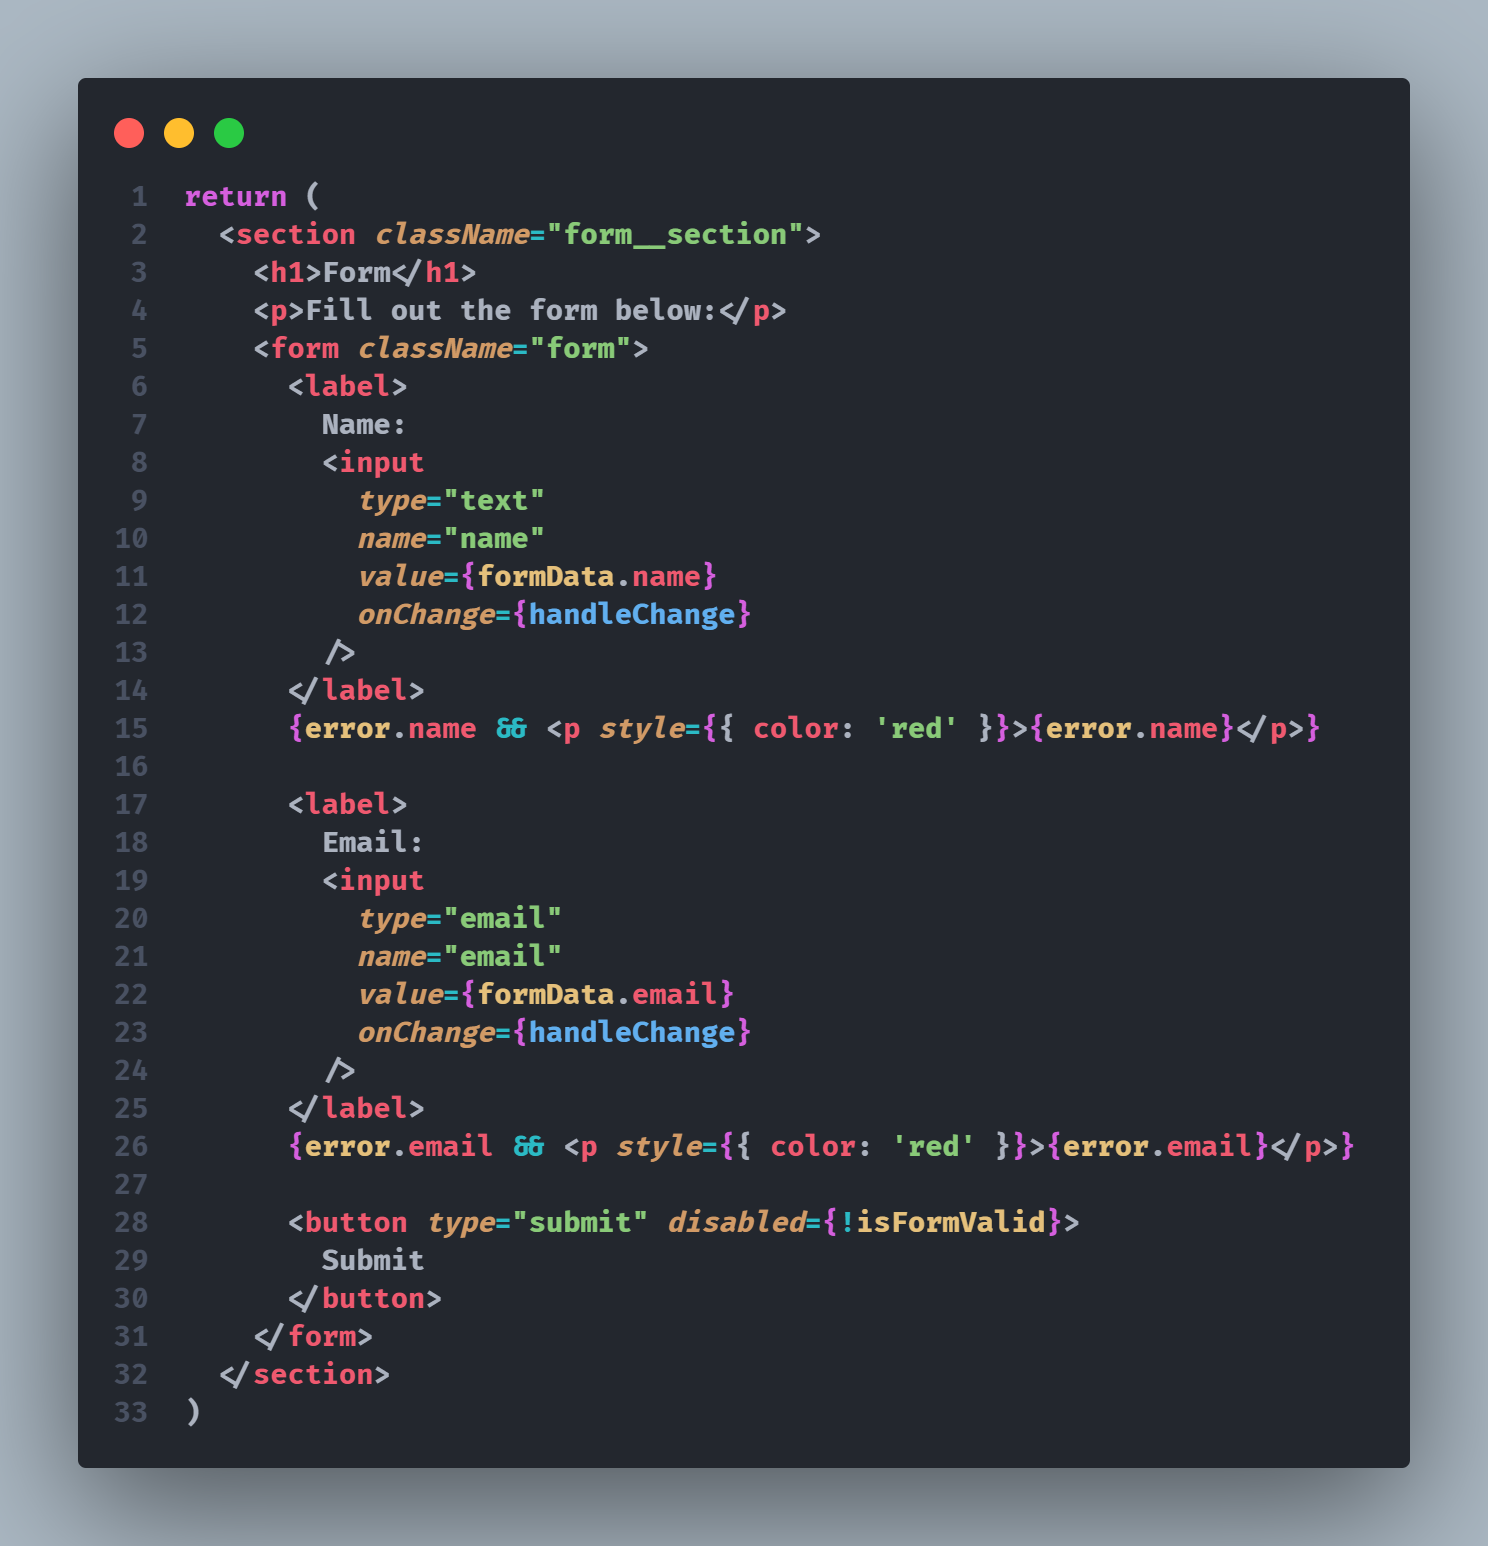 1 return (
2   <section className="form__section">
3     <h1>Form</h1>
4     <p>Fill out the form below:</p>
5     <form className="form">
6       <label>
7         Name:
8         <input
9           type="text"
10           name="name"
11           value={formData.name}
12           onChange={handleChange}
13         />
14       </label>
15       {error.name && <p style={{ color: 'red' }}>{error.name}</p>}
16
17       <label>
18         Email:
19         <input
20           type="email"
21           name="email"
22           value={formData.email}
23           onChange={handleChange}
24         />
25       </label>
26       {error.email && <p style={{ color: 'red' }}>{error.email}</p>}
27
28       <button type="submit" disabled={!isFormValid}>
29         Submit
30       </button>
31     </form>
32   </section>
33 )